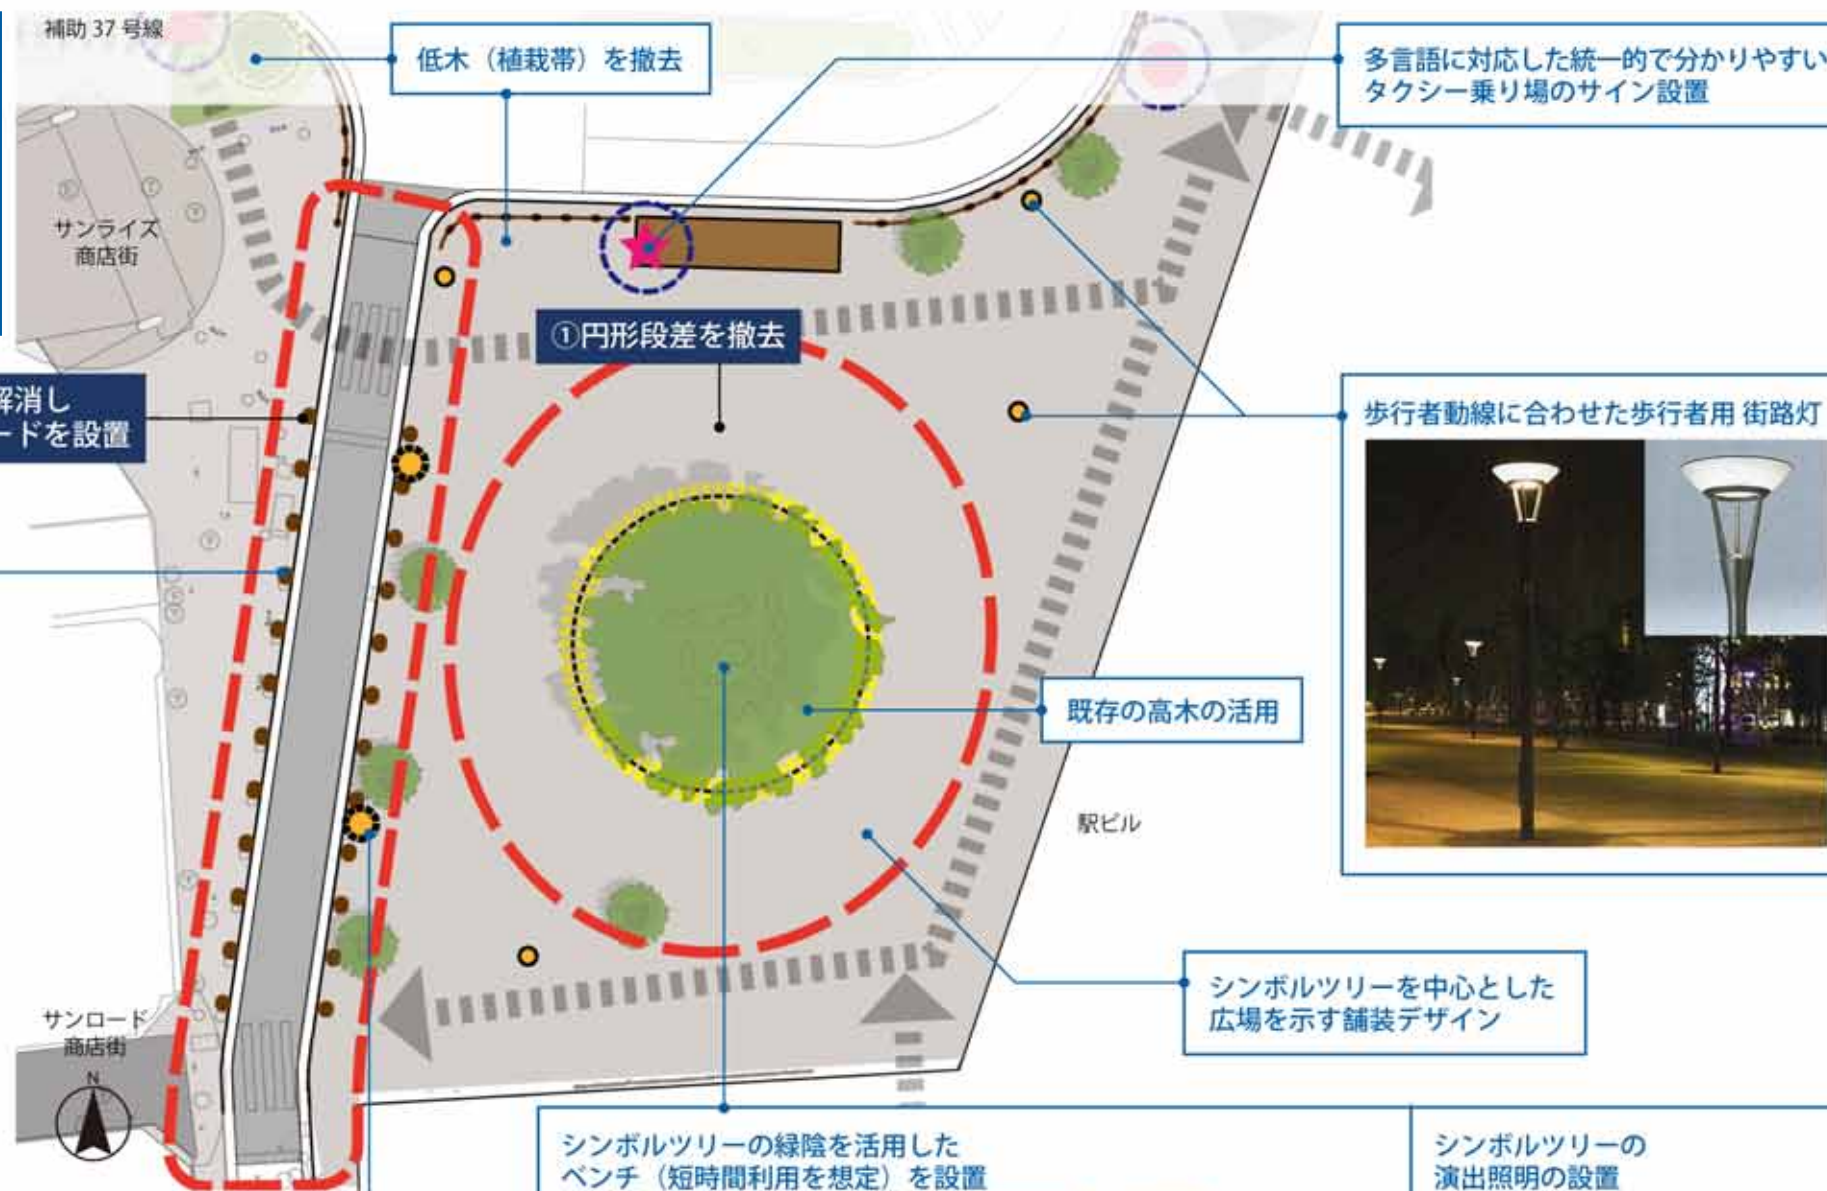 補助 37 号線
低木（植栽帯）を撤去
多言語に対応した統一的で分かりやすい
タクシー乗り場のサイン設置
サンライズ
商店街
①円形段差を撤去
解消し
ードを設置
歩行者動線に合わせた歩行者用 街路灯
既存の高木の活用
駅ビル
シンボルツリーを中心とした
広場を示す舗装デザイン
サンロード
商店街
N
シンボルツリーの緑陰を活用した
ベンチ（短時間利用を想定）を設置
シンボルツリーの
演出照明の設置